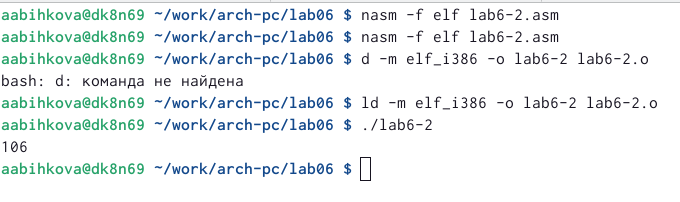 aabihkova@dk8n69 ~/work/arch-pc/lab06 $ nasm -f elf lab6-2.asm
aabihkova@dk8n69 ~/work/arch-pc/lab06 $ nasm -f elf lab6-2.asm
aabihkova@dk8n69 ~/work/arch-pc/lab06 $ d -m elf_i386 -o lab6-2 lab6-2.o
bash: d: команда не найдена
aabihkova@dk8n69 ~/work/arch-pc/lab06 $ ld -m elf_i386 -o lab6-2 lab6-2.o
aabihkova@dk8n69 ~/work/arch-pc/lab06 $ ./lab6-2
106
aabihkova@dk8n69 ~/work/arch-pc/lab06 $